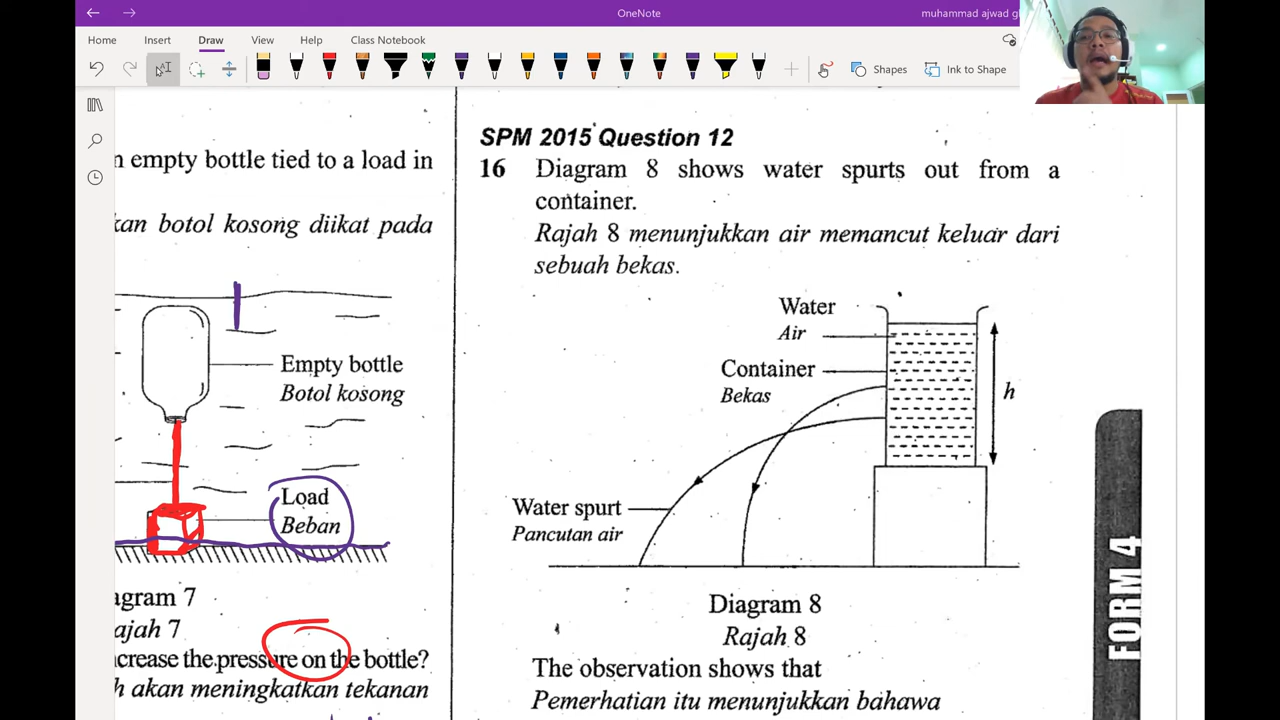 OneNote
muhammad ajwad gh
Home Insert Draw View Help Class Notebook
Shapes
Ink to Shape
n empty bottle tied to a load in
kan botol kosong diikat pada
Empty bottle
Botol kosong
Load
Beban
agram 7
ajah 7
ncrease the pressure on the bottle?
h akan meningkatkan tekanan
SPM 2015 Question 12
16 Diagram 8 shows water spurts out from a
container.
Rajah 8 menunjukkan air memancut keluar dari
sebuah bekas.
Water
Air
Container
Bekas
h
Water spurt
Pancutan air
Diagram 8
Rajah 8
The observation shows that
Pemerhatian itu menunjukkan bahawa
FORM 4